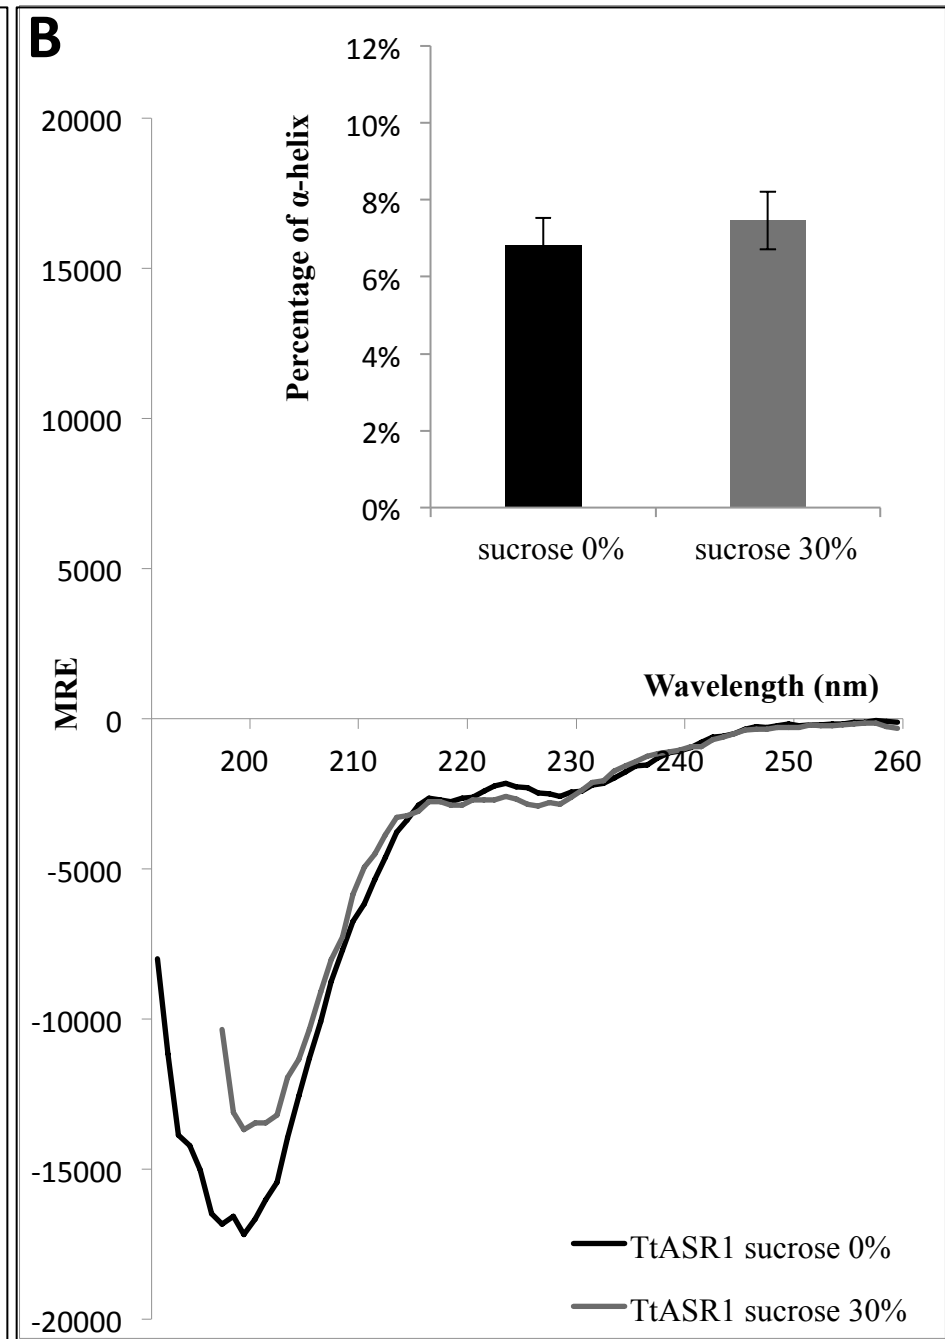 B
12%
10%
8%
6%
4%
2%
0%
Percentage of α-helix
sucrose 0%
sucrose 30%
20000
15000
10000
5000
0
-5000
-10000
-15000
-20000
MRE
Wavelength (nm)
200
210
220
230
240
250
260
TtASR1 sucrose 0%
TtASR1 sucrose 30%